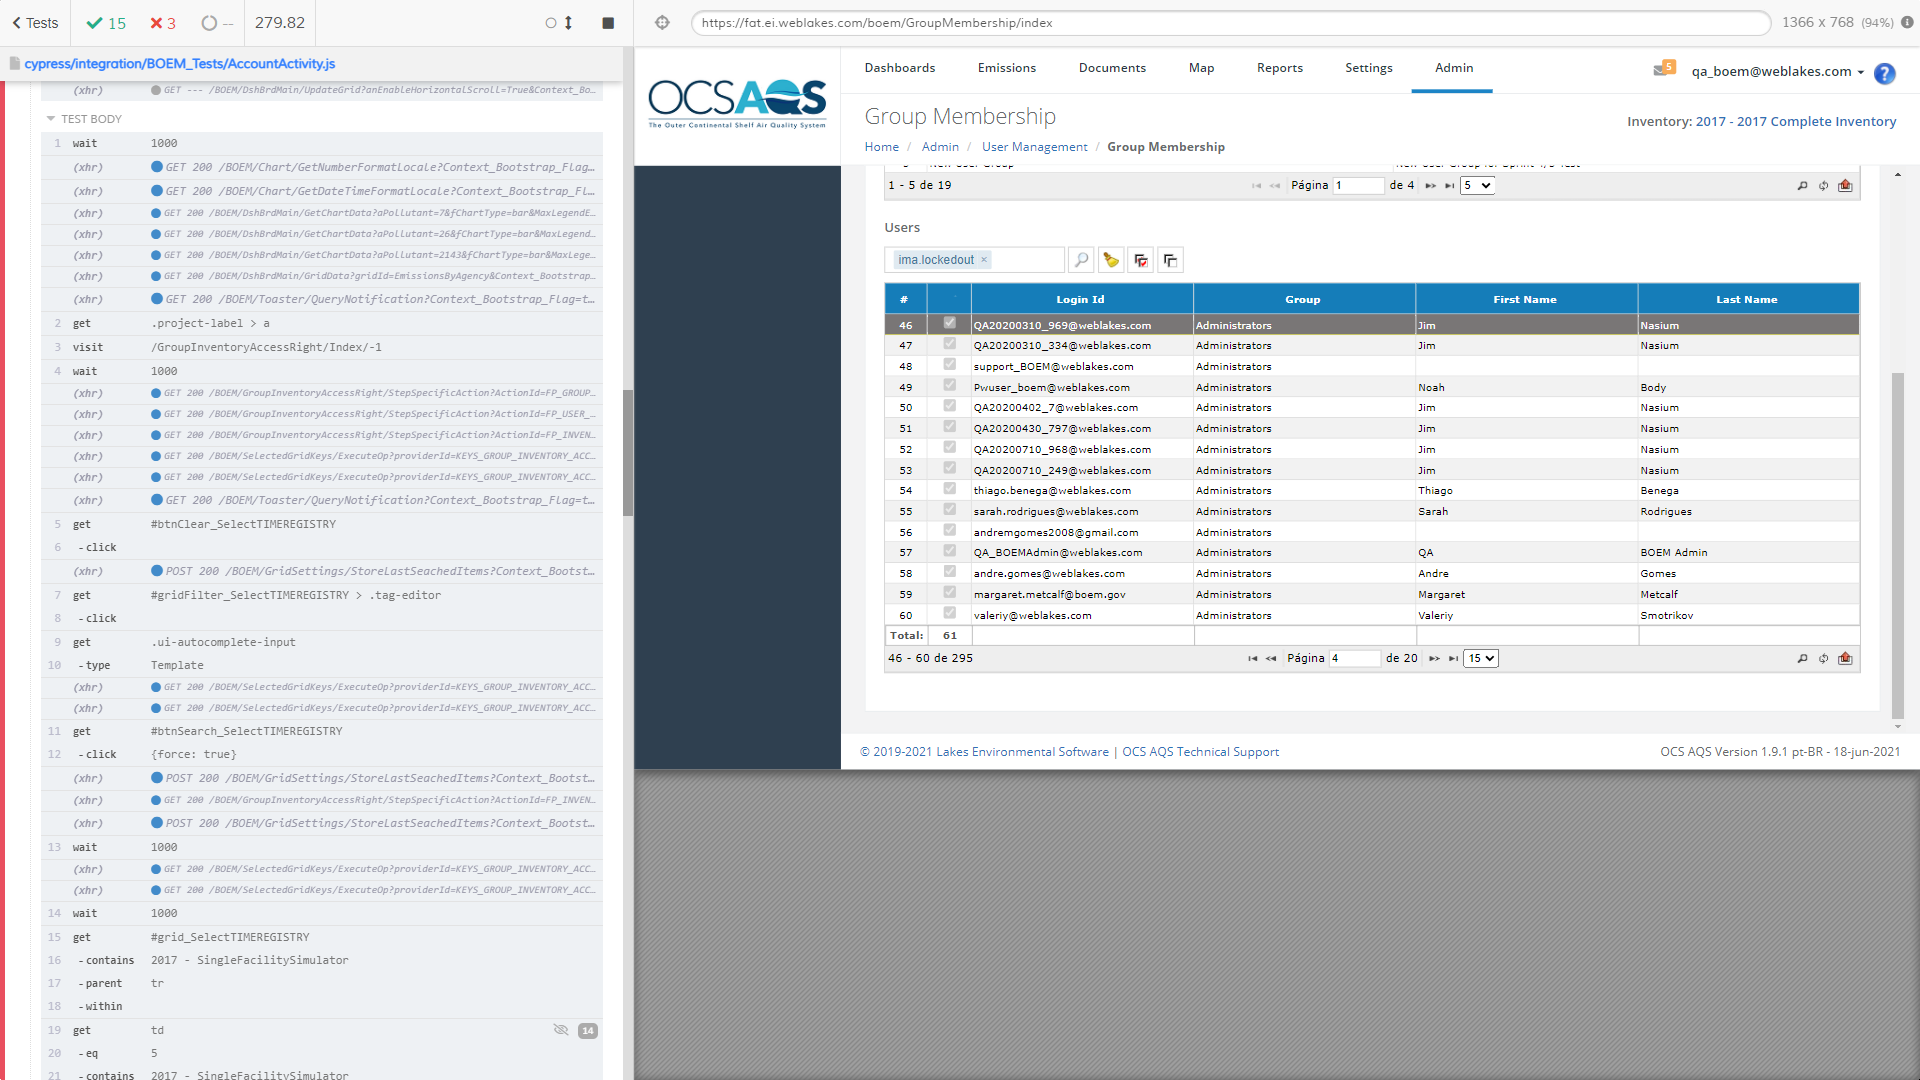 Tests
15
3
--
279.82
cypress/integration/BOEM_Tests/AccountActivity.js
(xhr) GET --- /BOEM/DshBrdMain/UpdateGrid?anEnableHorizontalScroll=True&Context_Bo...
TEST BODY
1 wait 1000
(xhr) GET 200 /BOEM/Chart/GetNumberFormatLocale?Context_Bootstrap_Flag...
(xhr) GET 200 /BOEM/Chart/GetDateTimeFormatLocale?Context_Bootstrap_Fl...
(xhr) GET 200 /BOEM/DshBrdMain/GetChartData?aPollutant=7&fChartType=bar&MaxLegendE...
(xhr) GET 200 /BOEM/DshBrdMain/GetChartData?aPollutant=26&fChartType=bar&MaxLegend...
(xhr) GET 200 /BOEM/DshBrdMain/GetChartData?aPollutant=2143&fChartType=bar&MaxLege...
(xhr) GET 200 /BOEM/DshBrdMain/GridData?gridId=EmissionsByAgency&Context_Bootstrap...
(xhr) GET 200 /BOEM/Toaster/QueryNotification?Context_Bootstrap_Flag=t...
2 get .project-label > a
3 visit /GroupInventoryAccessRight/Index/-1
4 wait 1000
(xhr) GET 200 /BOEM/GroupInventoryAccessRight/StepSpecificAction?ActionId=FP_GROUP...
(xhr) GET 200 /BOEM/GroupInventoryAccessRight/StepSpecificAction?ActionId=FP_USER_...
(xhr) GET 200 /BOEM/GroupInventoryAccessRight/StepSpecificAction?ActionId=FP_INVEN...
(xhr) GET 200 /BOEM/SelectedGridKeys/ExecuteOp?providerId=KEYS_GROUP_INVENTORY_ACC...
(xhr) GET 200 /BOEM/SelectedGridKeys/ExecuteOp?providerId=KEYS_GROUP_INVENTORY_ACC...
(xhr) GET 200 /BOEM/Toaster/QueryNotification?Context_Bootstrap_Flag=t...
5 get #btnClear_SelectTIMEREGISTRY
6 -click
(xhr) POST 200 /BOEM/GridSettings/StoreLastSeachedItems?Context_Bootst...
7 get #gridFilter_SelectTIMEREGISTRY > .tag-editor
8 -click
9 get .ui-autocomplete-input
10 -type Template
(xhr) GET 200 /BOEM/SelectedGridKeys/ExecuteOp?providerId=KEYS_GROUP_INVENTORY_ACC...
(xhr) GET 200 /BOEM/SelectedGridKeys/ExecuteOp?providerId=KEYS_GROUP_INVENTORY_ACC...
11 get #btnSearch_SelectTIMEREGISTRY
12 -click {force: true}
(xhr) POST 200 /BOEM/GridSettings/StoreLastSeachedItems?Context_Bootst...
(xhr) GET 200 /BOEM/GroupInventoryAccessRight/StepSpecificAction?ActionId=FP_INVEN...
(xhr) POST 200 /BOEM/GridSettings/StoreLastSeachedItems?Context_Bootst...
13 wait 1000
(xhr) GET 200 /BOEM/SelectedGridKeys/ExecuteOp?providerId=KEYS_GROUP_INVENTORY_ACC...
(xhr) GET 200 /BOEM/SelectedGridKeys/ExecuteOp?providerId=KEYS_GROUP_INVENTORY_ACC...
14 wait 1000
15 get #grid_SelectTIMEREGISTRY
16 -contains 2017 - SingleFacilitySimulator
17 -parent tr
18 -within
19 get td 14
20 -eq 5
21 -contains 2017 - SingleFacilitySimulator
https://fat.ei.weblakes.com/boem/GroupMembership/index
1366 x 768 (94%)
OCSAQS
The Outer Continental Shelf Air Quality System
Dashboards Emissions Documents Map Reports Settings Admin
5 qa_boem@weblakes.com ?
Group Membership
Inventory: 2017 - 2017 Complete Inventory
Home / Admin / User Management / Group Membership
1 - 5 de 19 Página 1 de 4 5
Users
ima.lockedout ×
# Login Id Group First Name Last Name
46 QA20200310_969@weblakes.com Administrators Jim Nasium
47 QA20200310_334@weblakes.com Administrators Jim Nasium
48 support_BOEM@weblakes.com Administrators
49 Pwuser_boem@weblakes.com Administrators Noah Body
50 QA20200402_7@weblakes.com Administrators Jim Nasium
51 QA20200430_797@weblakes.com Administrators Jim Nasium
52 QA20200710_968@weblakes.com Administrators Jim Nasium
53 QA20200710_249@weblakes.com Administrators Jim Nasium
54 thiago.benega@weblakes.com Administrators Thiago Benega
55 sarah.rodrigues@weblakes.com Administrators Sarah Rodrigues
56 andremgomes2008@gmail.com Administrators
57 QA_BOEMAdmin@weblakes.com Administrators QA BOEM Admin
58 andre.gomes@weblakes.com Administrators Andre Gomes
59 margaret.metcalf@boem.gov Administrators Margaret Metcalf
60 valeriy@weblakes.com Administrators Valeriy Smotrikov
Total: 61
46 - 60 de 295 Página 4 de 20 15
© 2019-2021 Lakes Environmental Software | OCS AQS Technical Support
OCS AQS Version 1.9.1 pt-BR - 18-jun-2021